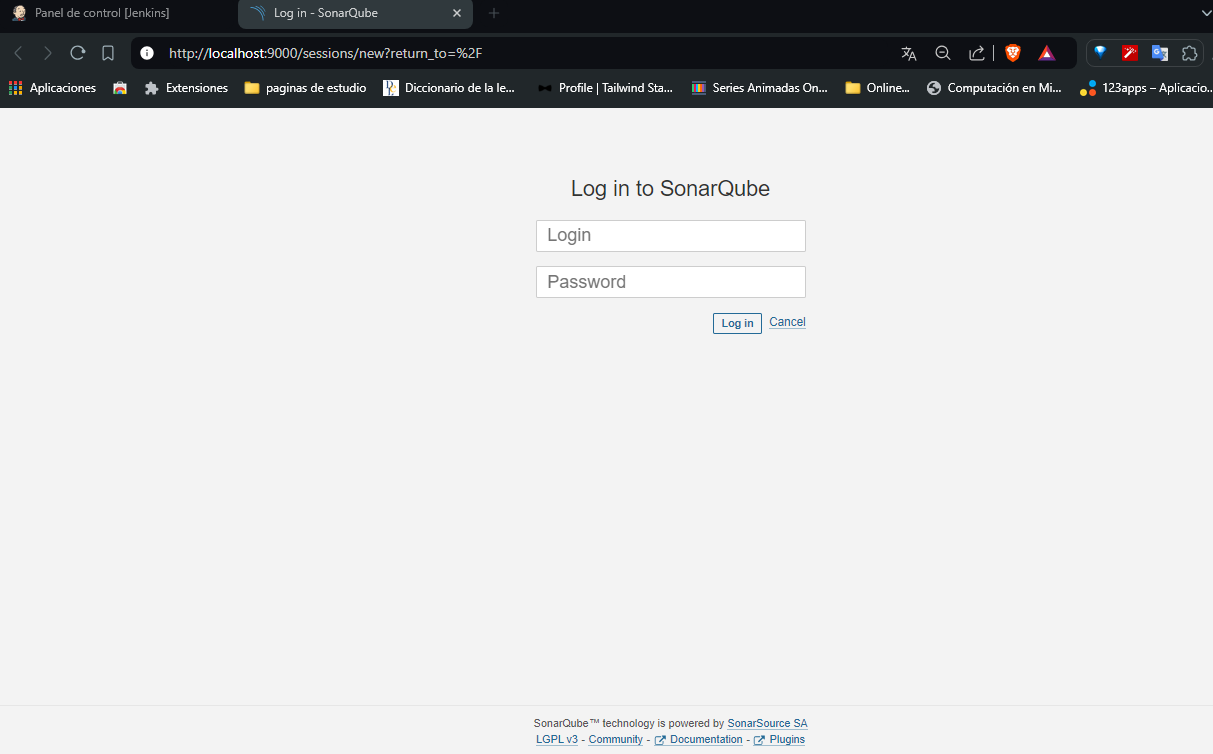 Panel de control [Jenkins]
Log in - SonarQube
http://localhost:9000/sessions/new?return_to=%2F
Aplicaciones
Extensiones
paginas de estudio
Diccionario de la le...
Profile | Tailwind Sta...
Series Animadas On...
Online...
Computación en Mi...
123apps – Aplicacio...
Log in to SonarQube
Login
Password
Log in Cancel
SonarQube™ technology is powered by SonarSource SA
LGPL v3 - Community - Documentation - Plugins